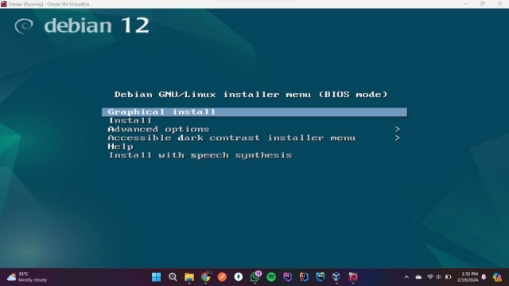 Debian [Running] - Oracle VM VirtualBox
debian 12
Debian GNU/Linux installer menu (BIOS mode)
Graphical install
Install
Advanced options >
Accessible dark contrast installer menu >
Help
Install with speech synthesis
32°C
Mostly cloudy
3:30 PM
2/19/2024